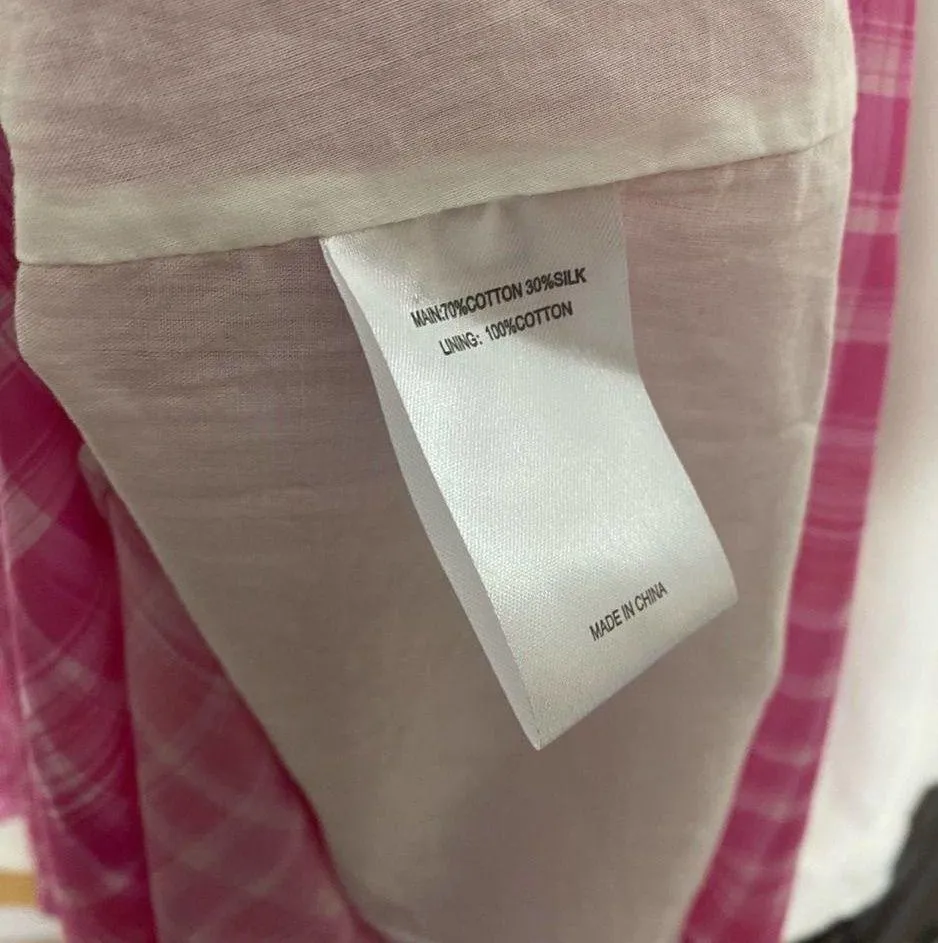 MAIN:70%COTTON 30%SILK
LINING: 100%COTTON
MADE IN CHINA